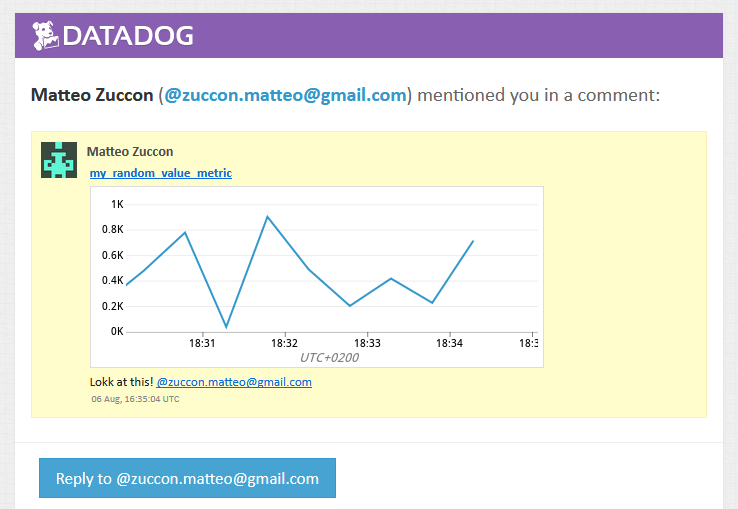 DATADOG
Matteo Zuccon (@zuccon.matteo@gmail.com) mentioned you in a comment:
Matteo Zuccon
my_random_value_metric
1K
0.8K
0.6K
0.4K
0.2K
0K
18:31 18:32 18:33 18:34 18:3
UTC+0200
Lokk at this! @zuccon.matteo@gmail.com
06 Aug, 16:35:04 UTC
Reply to @zuccon.matteo@gmail.com